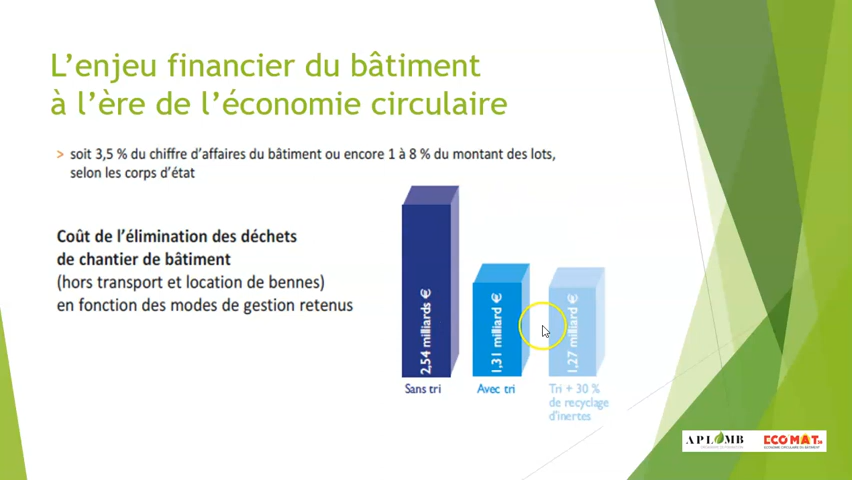 L’enjeu financier du bâtiment
à l’ère de l’économie circulaire
> soit 3,5 % du chiffre d’affaires du bâtiment ou encore 1 à 8 % du montant des lots,
selon les corps d’état
Coût de l’élimination des déchets
de chantier de bâtiment
(hors transport et location de bennes)
en fonction des modes de gestion retenus
2,54 milliards €
1,31 milliard €
1,27 milliard €
Sans tri
Avec tri
Tri + 30 %
de recyclage
d’inertes
APLOMB
ECOMAT